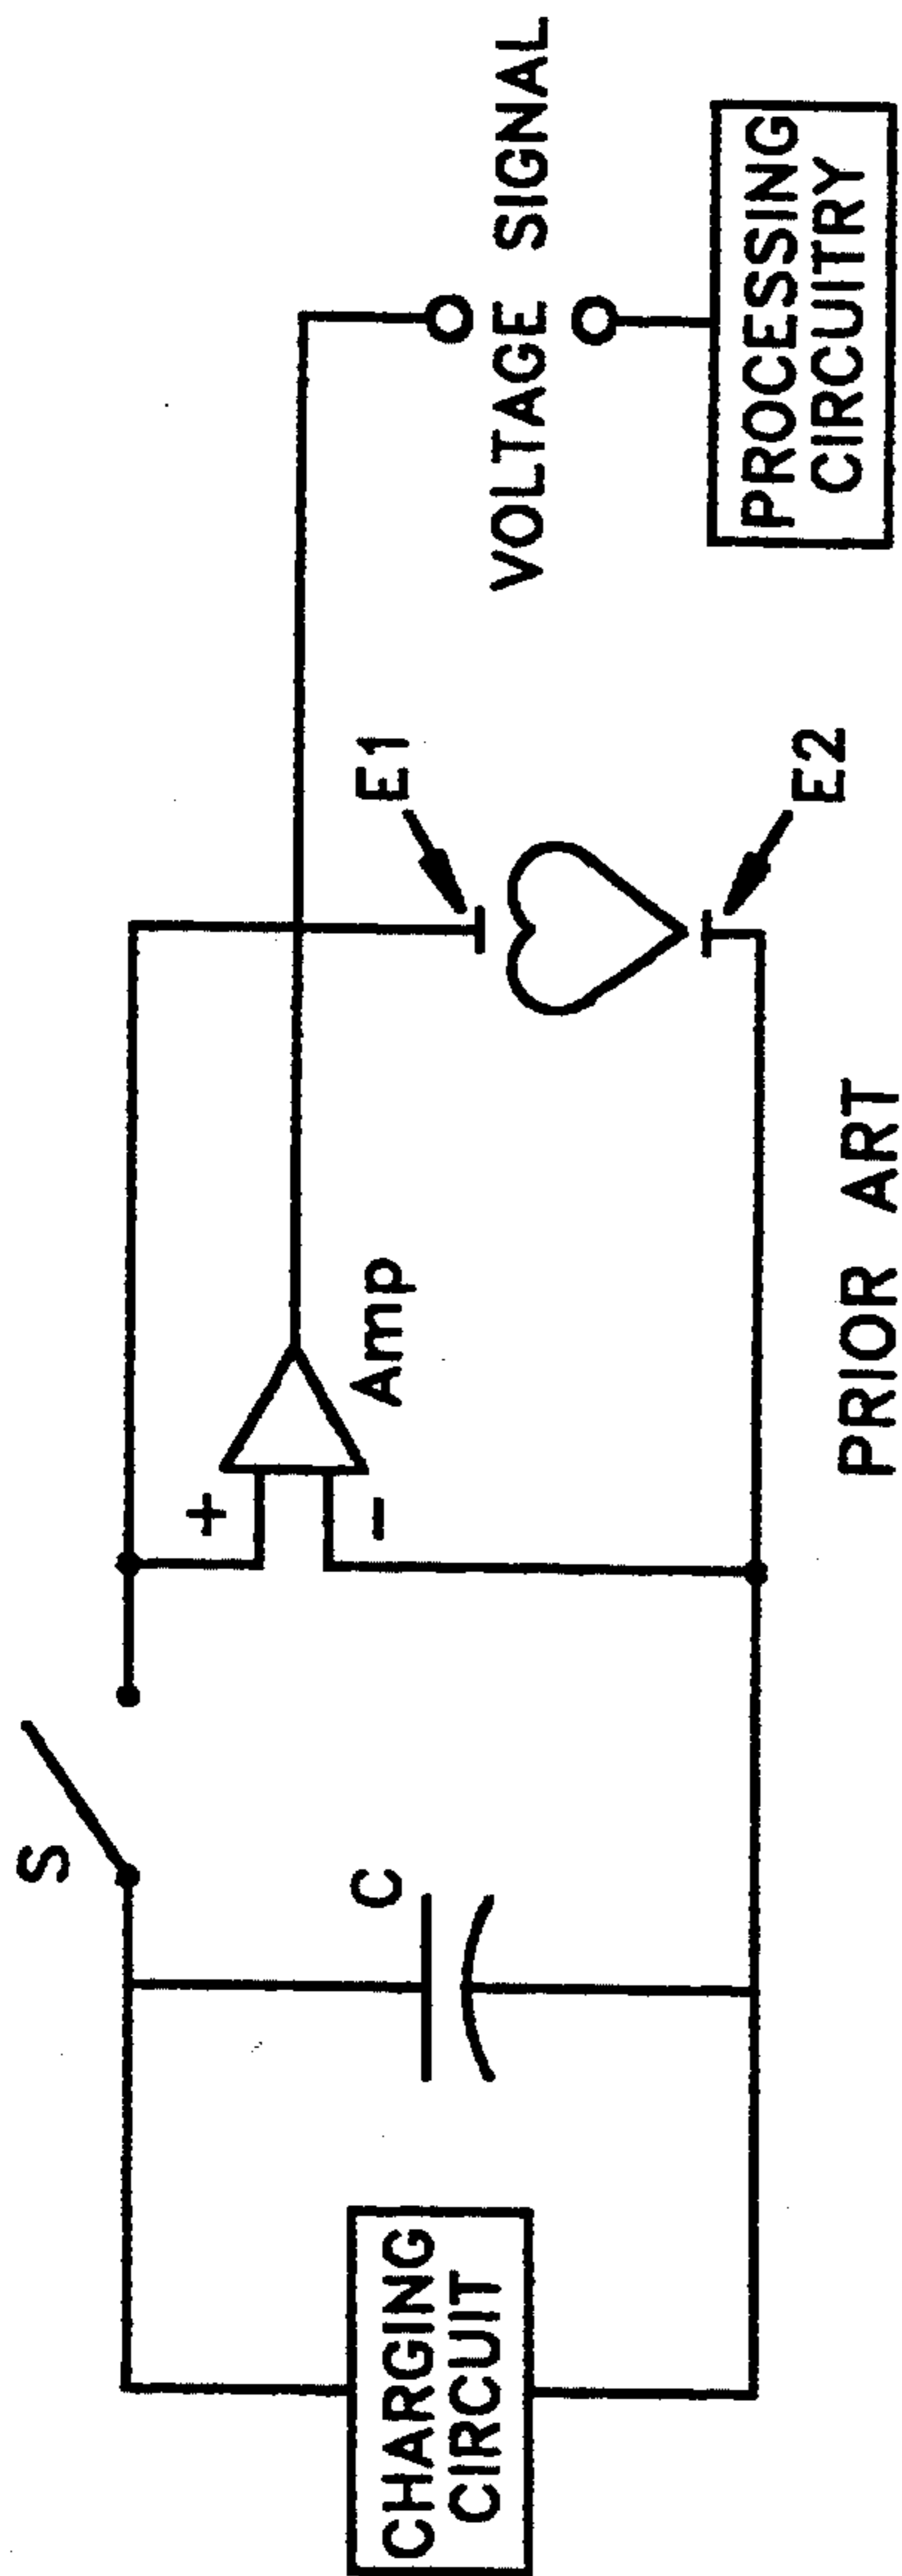 S
CHARGING
CIRCUIT
C
+
-
Amp
E1
E2
VOLTAGE SIGNAL
PROCESSING
CIRCUITRY
PRIOR ART